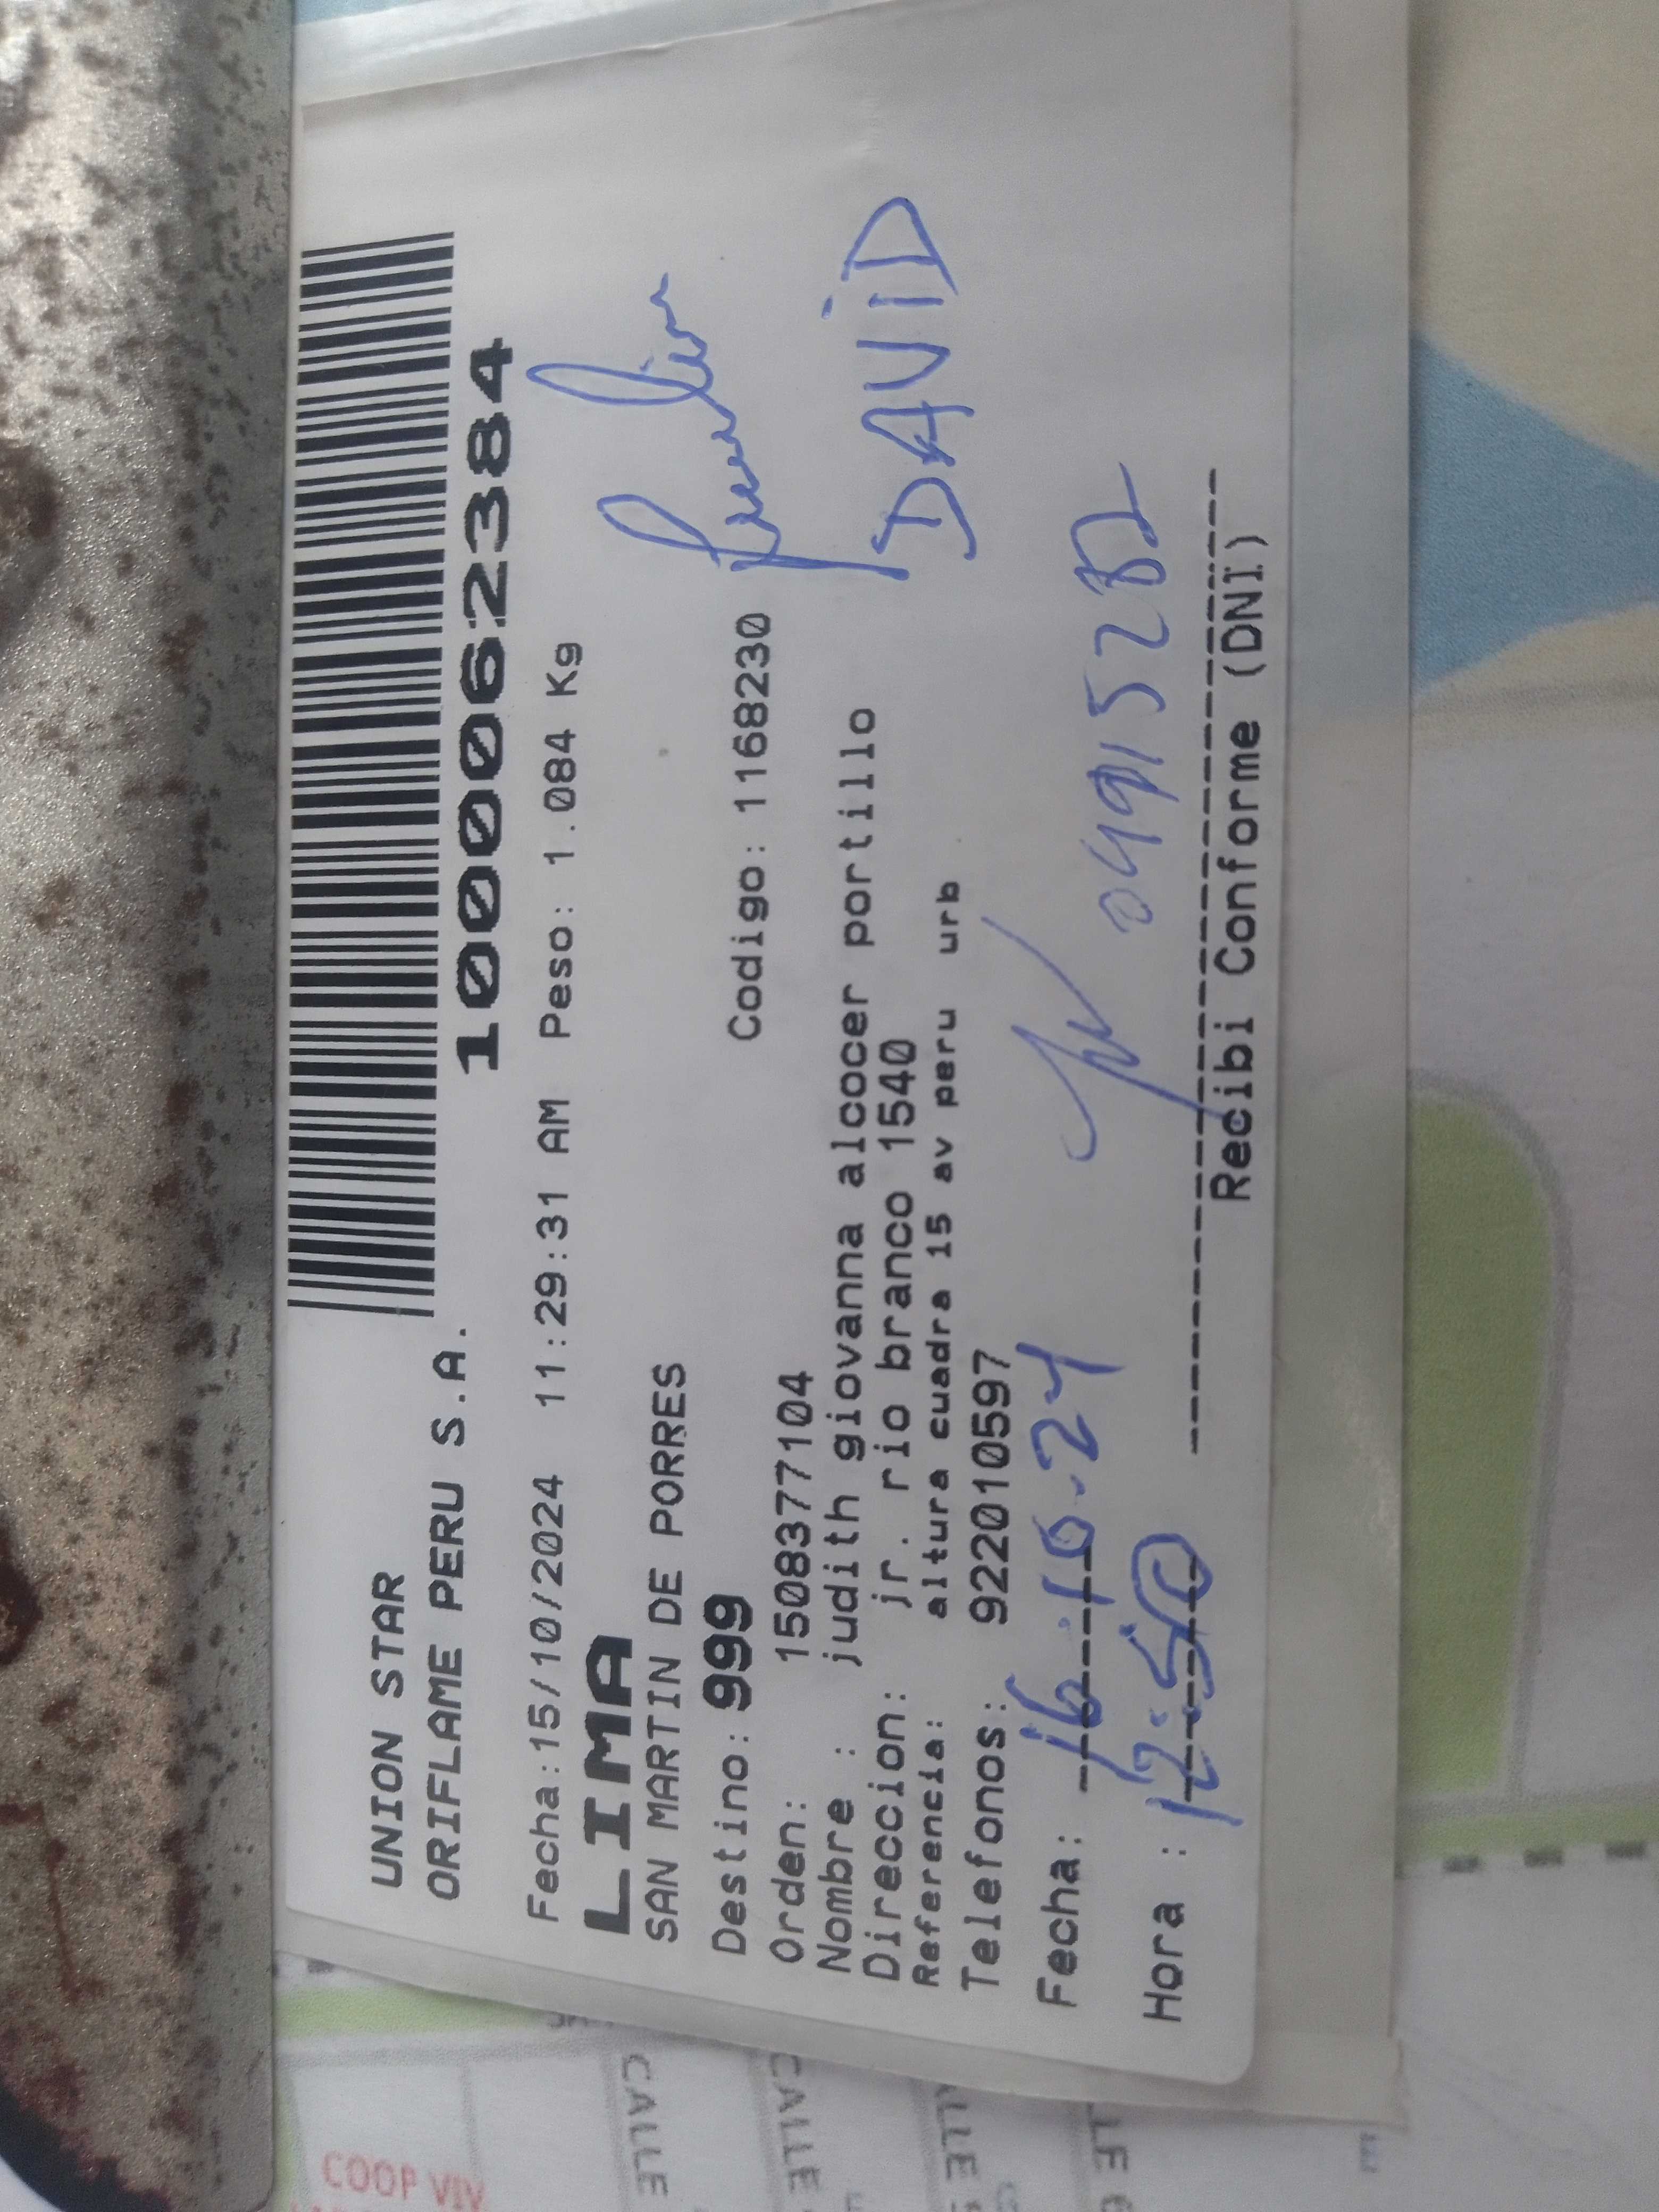 UNION STAR
ORIFLAME PERU S.A.
1000062384
Fecha:15/10/2024 11:29:31 AM Peso: 1.084 Kg
LIMA
SAN MARTIN DE PORRES
Destino: 999
Codigo: 1168230
Orden: 1508377104
Nombre : judith giovanna alcocer portillo
Direccion: jr. rio branco 1540
Referencia: altura cuadra 15 av peru urb
Telefonos: 922010597
DAVID
Fecha: 16.10.24
Hora : 12:50
Recibi Conforme (DNI)
COOP VIV
CALLE
CALLE